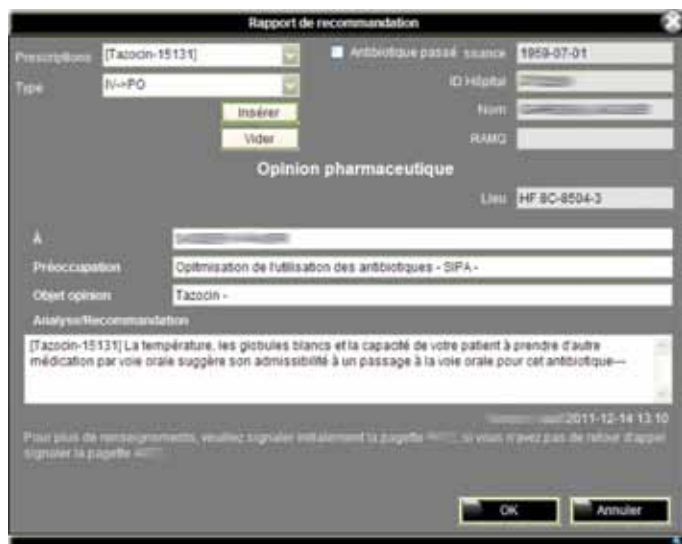 Rapport de recommandation
Prescriptions [Tazocin-15131] Antibiotique passé ssance 1959-07-01
Type IV->PO ID Hôpital
Insérer Nom
Vider RAMQ
Opinion pharmaceutique
Lieu HF 8C-8504-3
À
Préoccupation Opitmisation de l'utilisation des antibiotiques - SIPA -
Objet opinion Tazocin -
Analyse/Recommandation
[Tazocin-15131] La température, les globules blancs et la capacité de votre patient à prendre d'autre
médication par voie orale suggère son admissibilité à un passage à la voie orale pour cet antibiotique---
2011-12-14 13:10
Pour plus de renseignements, veuillez signaler initialement la pagette, si vous n'avez pas de retour d'appel
signaler la pagette
OK Annuler